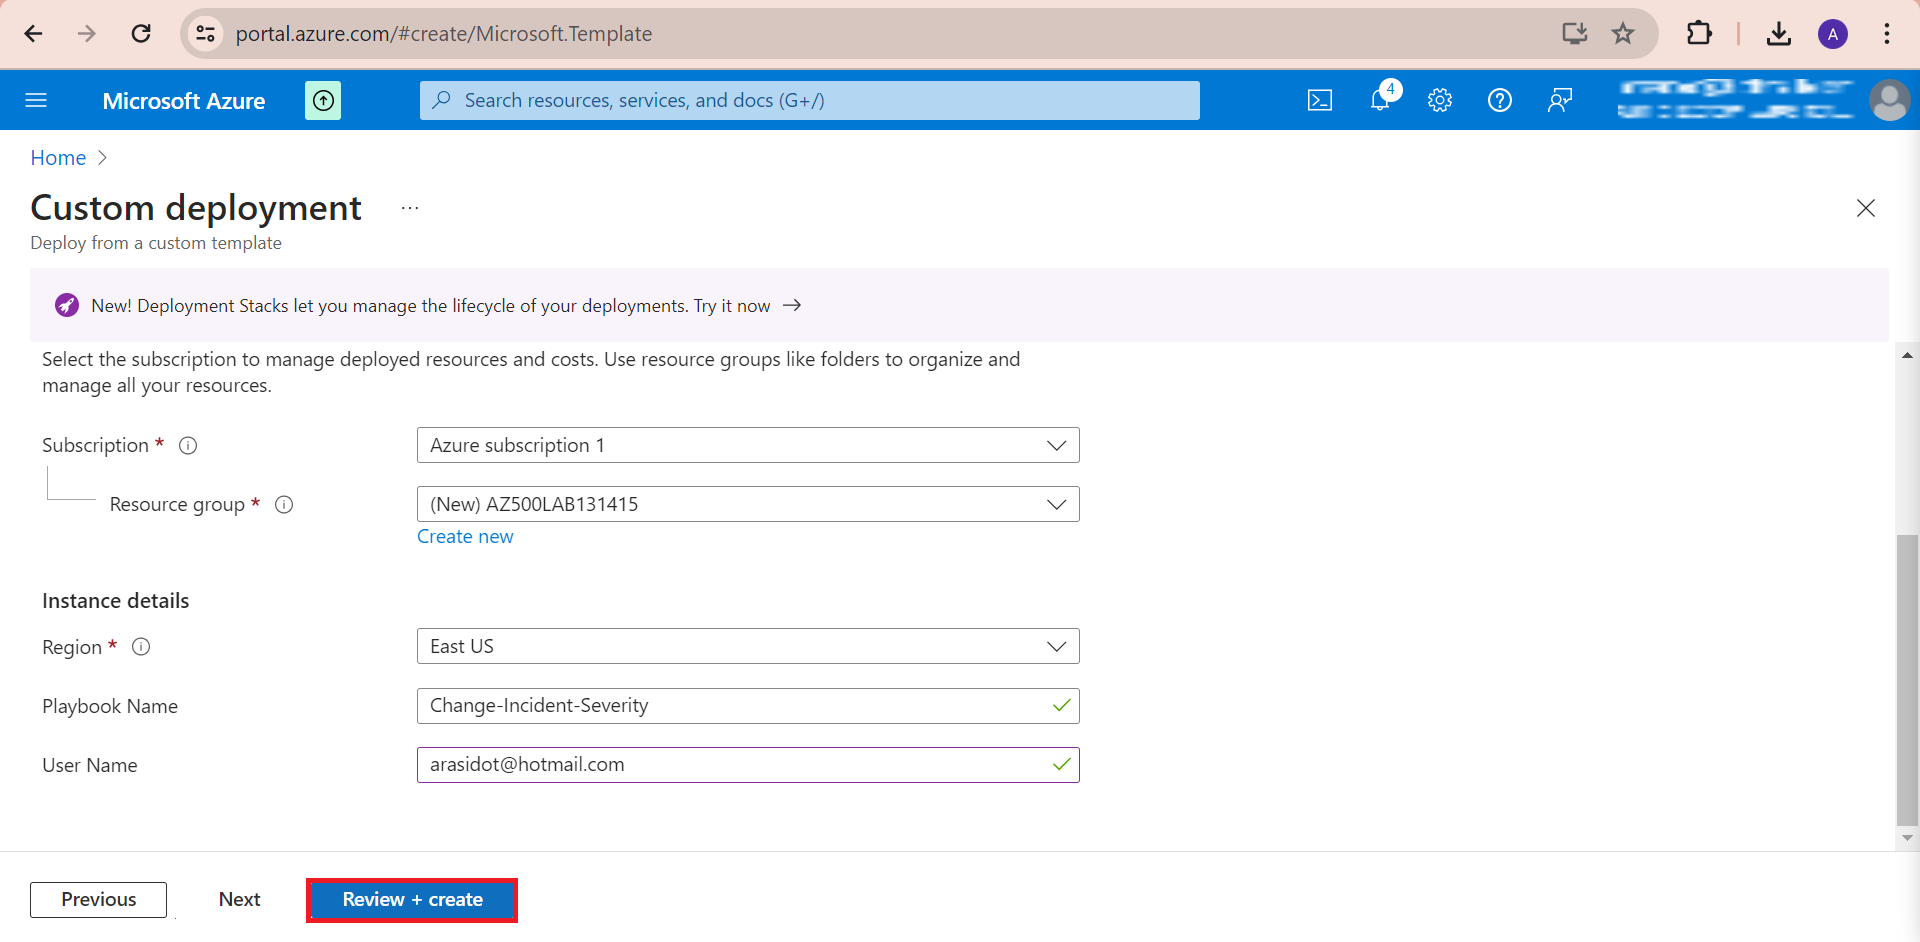 portal.azure.com/#create/Microsoft.Template
A
Microsoft Azure
Search resources, services, and docs (G+/)
4
Home
Custom deployment
...
Deploy from a custom template
New! Deployment Stacks let you manage the lifecycle of your deployments. Try it now →
Select the subscription to manage deployed resources and costs. Use resource groups like folders to organize and
manage all your resources.
Subscription *
Azure subscription 1
Resource group *
(New) AZ500LAB131415
Create new
Instance details
Region *
East US
Playbook Name
Change-Incident-Severity
User Name
arasidot@hotmail.com
Previous
Next
Review + create